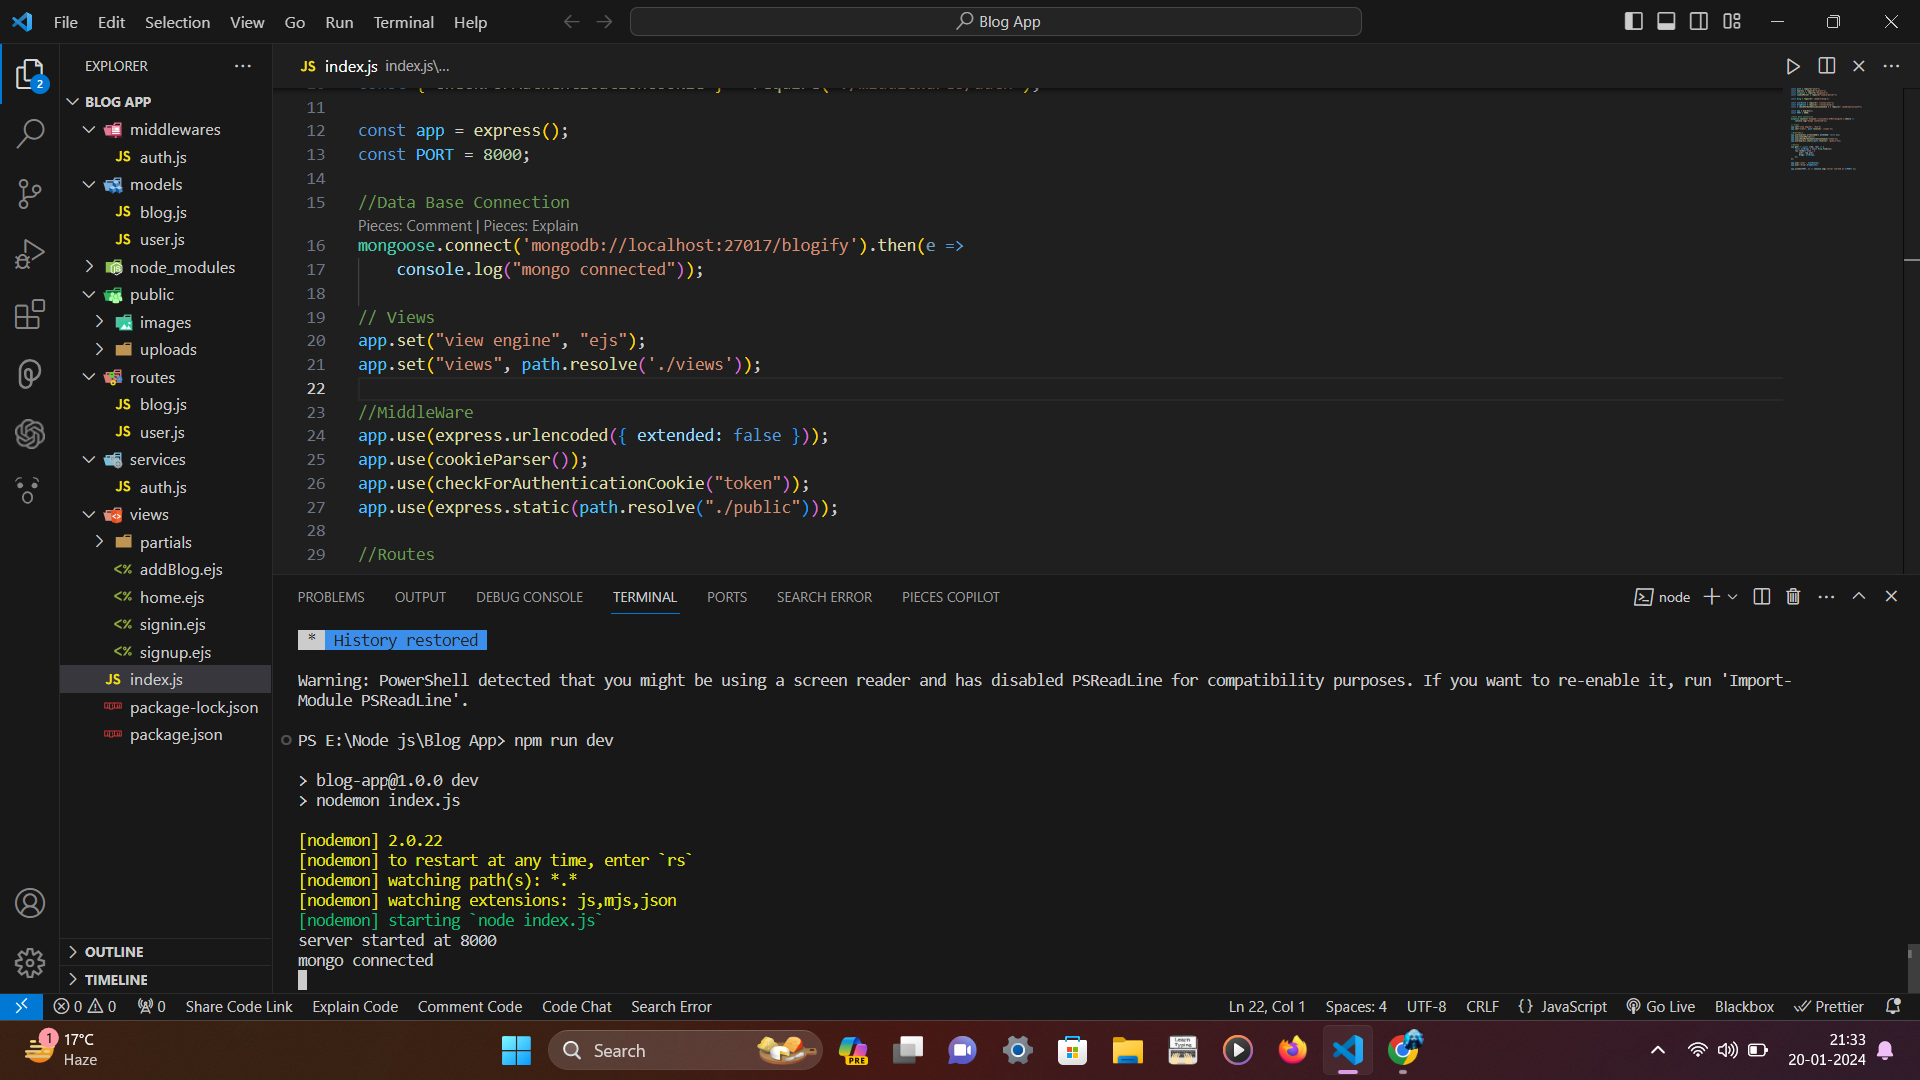 File Edit Selection View Go Run Terminal Help
Blog App
EXPLORER
2
BLOG APP
middlewares
JS auth.js
models
JS blog.js
JS user.js
node_modules
public
images
uploads
routes
JS blog.js
JS user.js
services
JS auth.js
views
partials
<% addBlog.ejs
<% home.ejs
<% signin.ejs
<% signup.ejs
JS index.js
package-lock.json
package.json
OUTLINE
TIMELINE
JS index.js index.js\...
11
12 const app = express();
13 const PORT = 8000;
14
15 //Data Base Connection
Pieces: Comment | Pieces: Explain
16 mongoose.connect('mongodb://localhost:27017/blogify').then(e =>
17 console.log("mongo connected"));
18
19 // Views
20 app.set("view engine", "ejs");
21 app.set("views", path.resolve('./views'));
22
23 //MiddleWare
24 app.use(express.urlencoded({ extended: false }));
25 app.use(cookieParser());
26 app.use(checkForAuthenticationCookie("token"));
27 app.use(express.static(path.resolve("./public")));
28
29 //Routes
PROBLEMS OUTPUT DEBUG CONSOLE TERMINAL PORTS SEARCH ERROR PIECES COPILOT
node
* History restored
Warning: PowerShell detected that you might be using a screen reader and has disabled PSReadLine for compatibility purposes. If you want to re-enable it, run 'Import-
Module PSReadLine'.
PS E:\Node js\Blog App> npm run dev
> blog-app@1.0.0 dev
> nodemon index.js
[nodemon] 2.0.22
[nodemon] to restart at any time, enter `rs`
[nodemon] watching path(s): *.*
[nodemon] watching extensions: js,mjs,json
[nodemon] starting `node index.js`
server started at 8000
mongo connected
0 0 0 Share Code Link Explain Code Comment Code Code Chat Search Error
Ln 22, Col 1 Spaces: 4 UTF-8 CRLF {} JavaScript Go Live Blackbox Prettier
1
17°C
Haze
Search
PRE
Learn Typing
21:33
20-01-2024